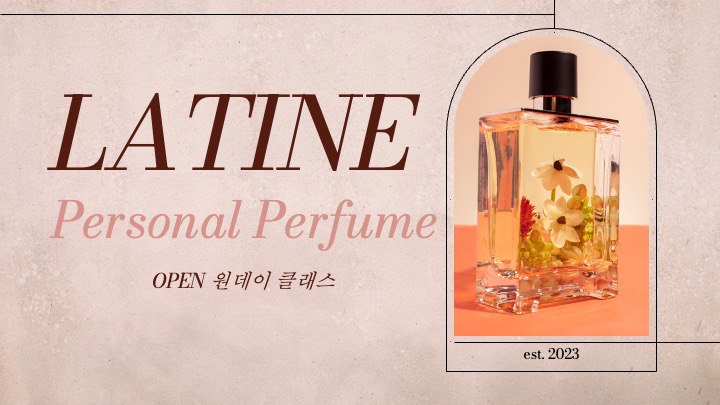 LATINE
Personal Perfume
OPEN 원데이 클래스
est. 2023